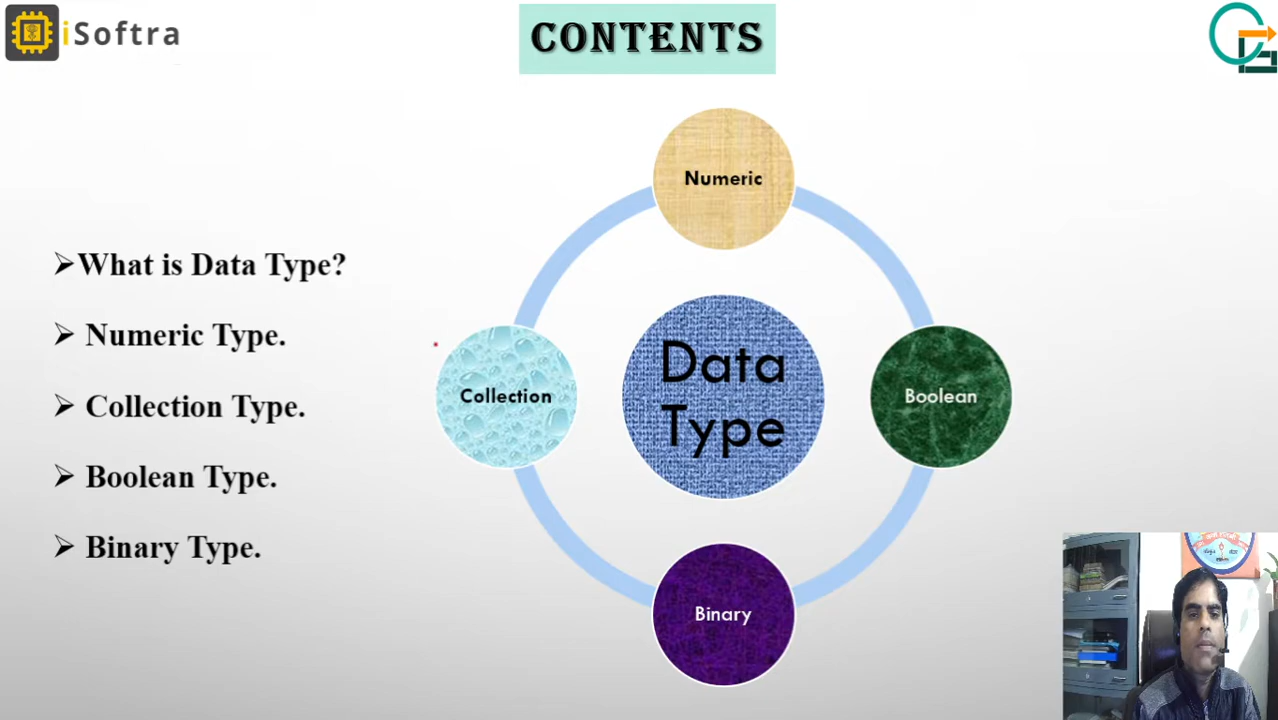 iSoftra
CONTENTS
Numeric
➢What is Data Type?
➢ Numeric Type.
Data
Type
Collection
Boolean
➢ Collection Type.
➢ Boolean Type.
➢ Binary Type.
Binary